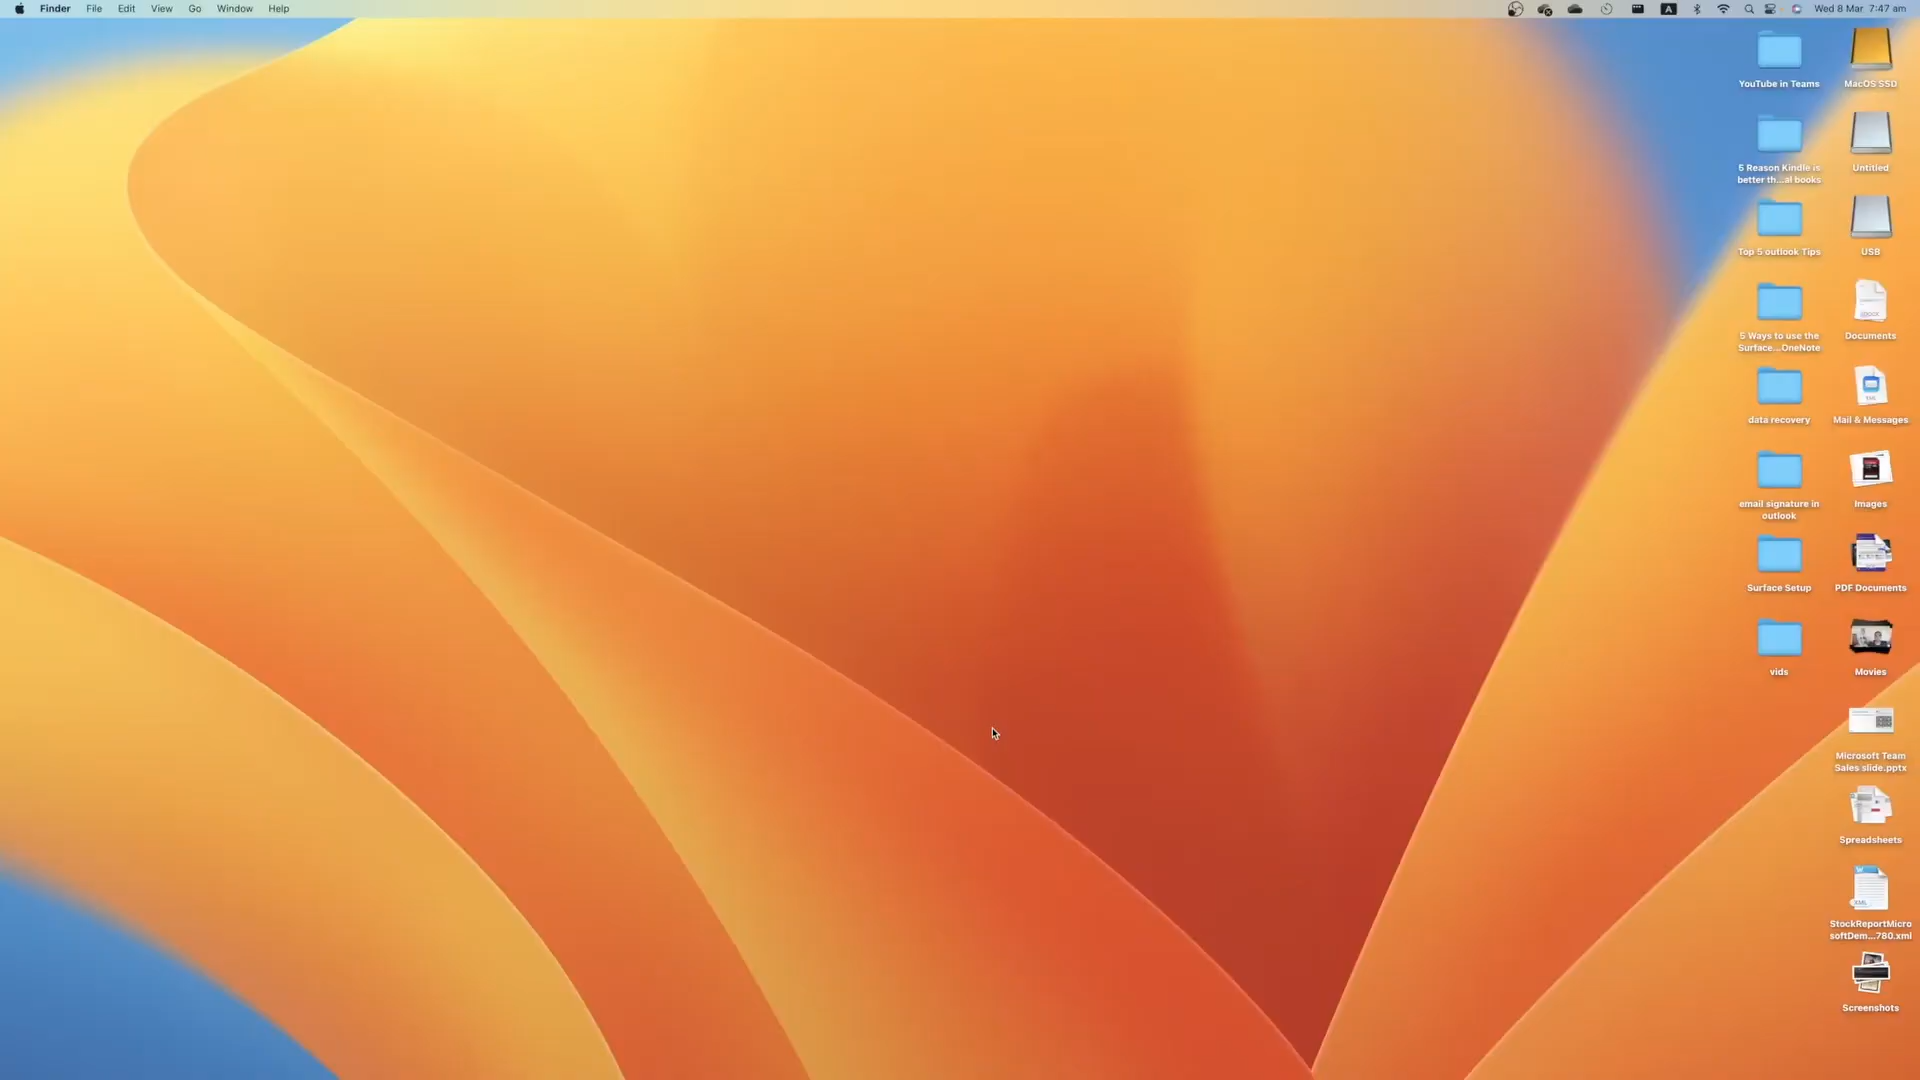 Finder File Edit View Go Window Help
A Wed 8 Mar 7:47 am
YouTube in Teams
MacOS SSD
5 Reason Kindle is
better th...al books
Untitled
Top 5 outlook Tips
USB
5 Ways to use the
Surface...OneNote
Documents
data recovery
Mail & Messages
email signature in
outlook
Images
Surface Setup
PDF Documents
vids
Movies
Microsoft Team
Sales slide.pptx
Spreadsheets
XML
StockReportMicro
softDem...780.xml
Screenshots